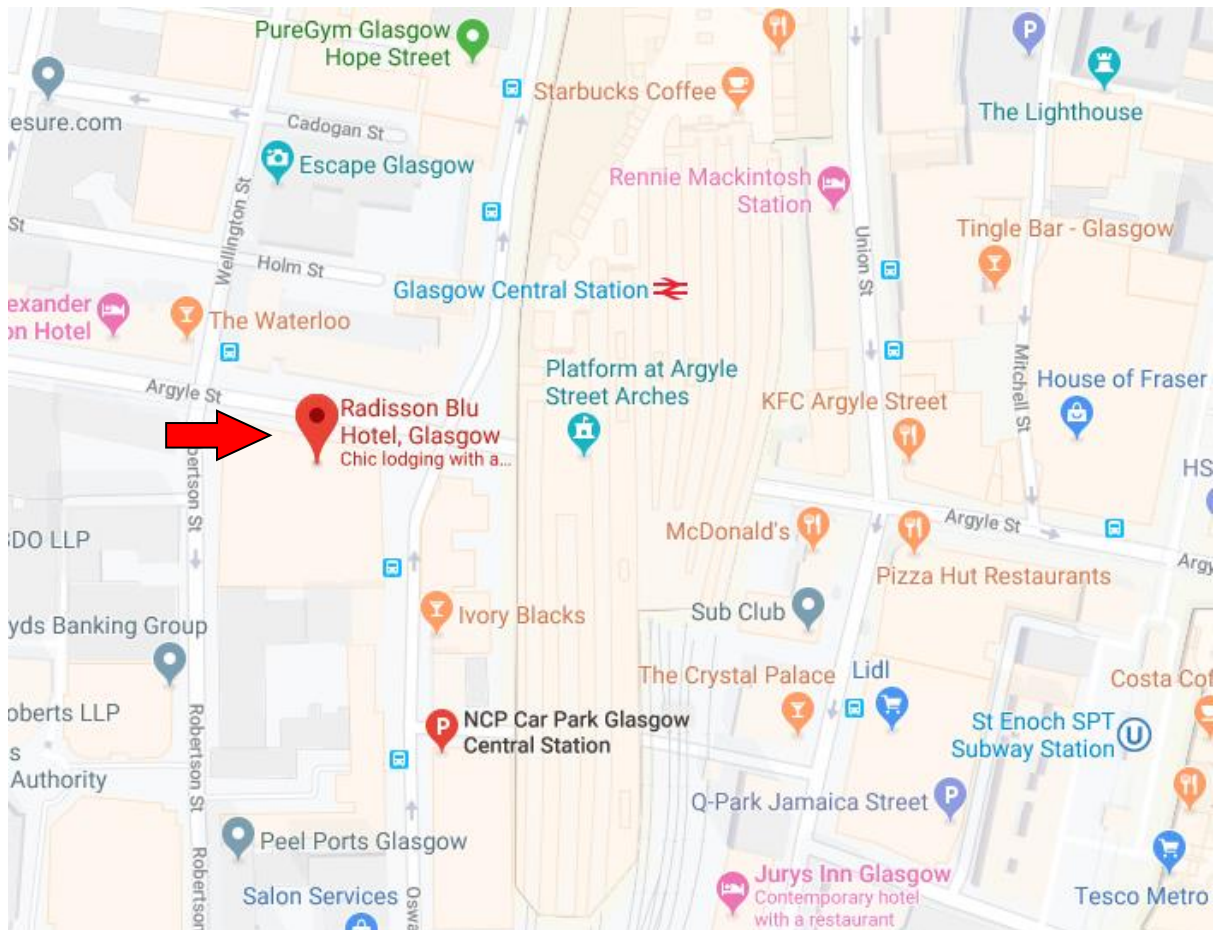 PureGym Glasgow
Hope Street
Starbucks Coffee
P
The Lighthouse
esure.com
Cadogan St
Escape Glasgow
Rennie Mackintosh
Station
Wellington St
St
Union St
Tingle Bar - Glasgow
Holm St
Glasgow Central Station
exander
on Hotel
The Waterloo
Mitchell St
Platform at Argyle
Street Arches
House of Fraser
Argyle St
KFC Argyle Street
Radisson Blu
Hotel, Glasgow
Chic lodging with a...
bertson St
HS
Argyle St
McDonald's
DO LLP
Argy
Pizza Hut Restaurants
Ivory Blacks
Sub Club
yds Banking Group
The Crystal Palace
Lidl
Costa Cof
oberts LLP
Robertson St
P
NCP Car Park Glasgow
Central Station
St Enoch SPT
Subway Station
U
s
Authority
Q-Park Jamaica Street
P
Peel Ports Glasgow
Robertson
Jurys Inn Glasgow
Contemporary hotel
with a restaurant
Salon Services
Oswa
Tesco Metro